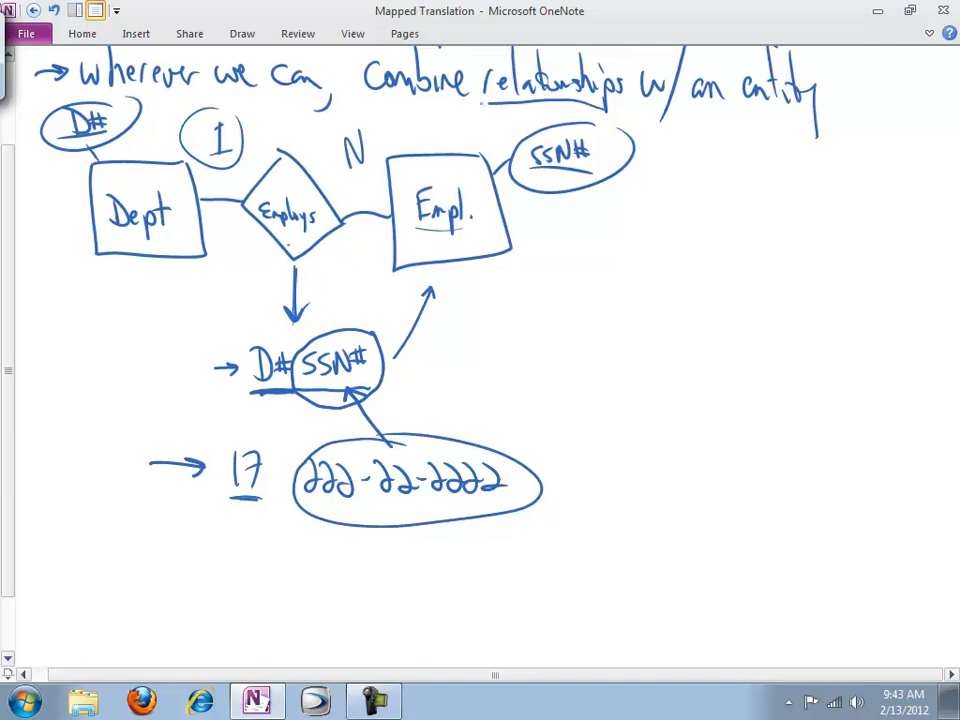 Mapped Translation - Microsoft OneNote
File Home Insert Share Draw Review View Pages
→ Wherever we can, combine relationships w/ an entity
D# 1 N SSN#
Dept Employs Empl.
→ D# SSN#
→ 17 222-22-2222
9:43 AM
2/13/2012